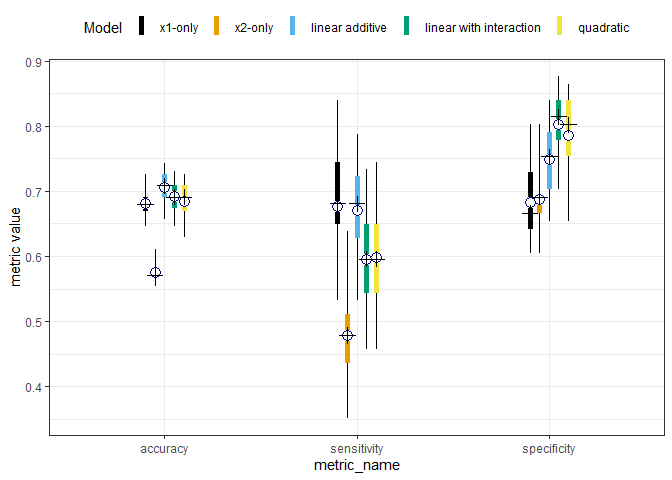 Model x1-only x2-only linear additive linear with interaction quadratic
0.9
0.8
0.7
0.6
0.5
0.4
metric value
accuracy sensitivity specificity
metric_name